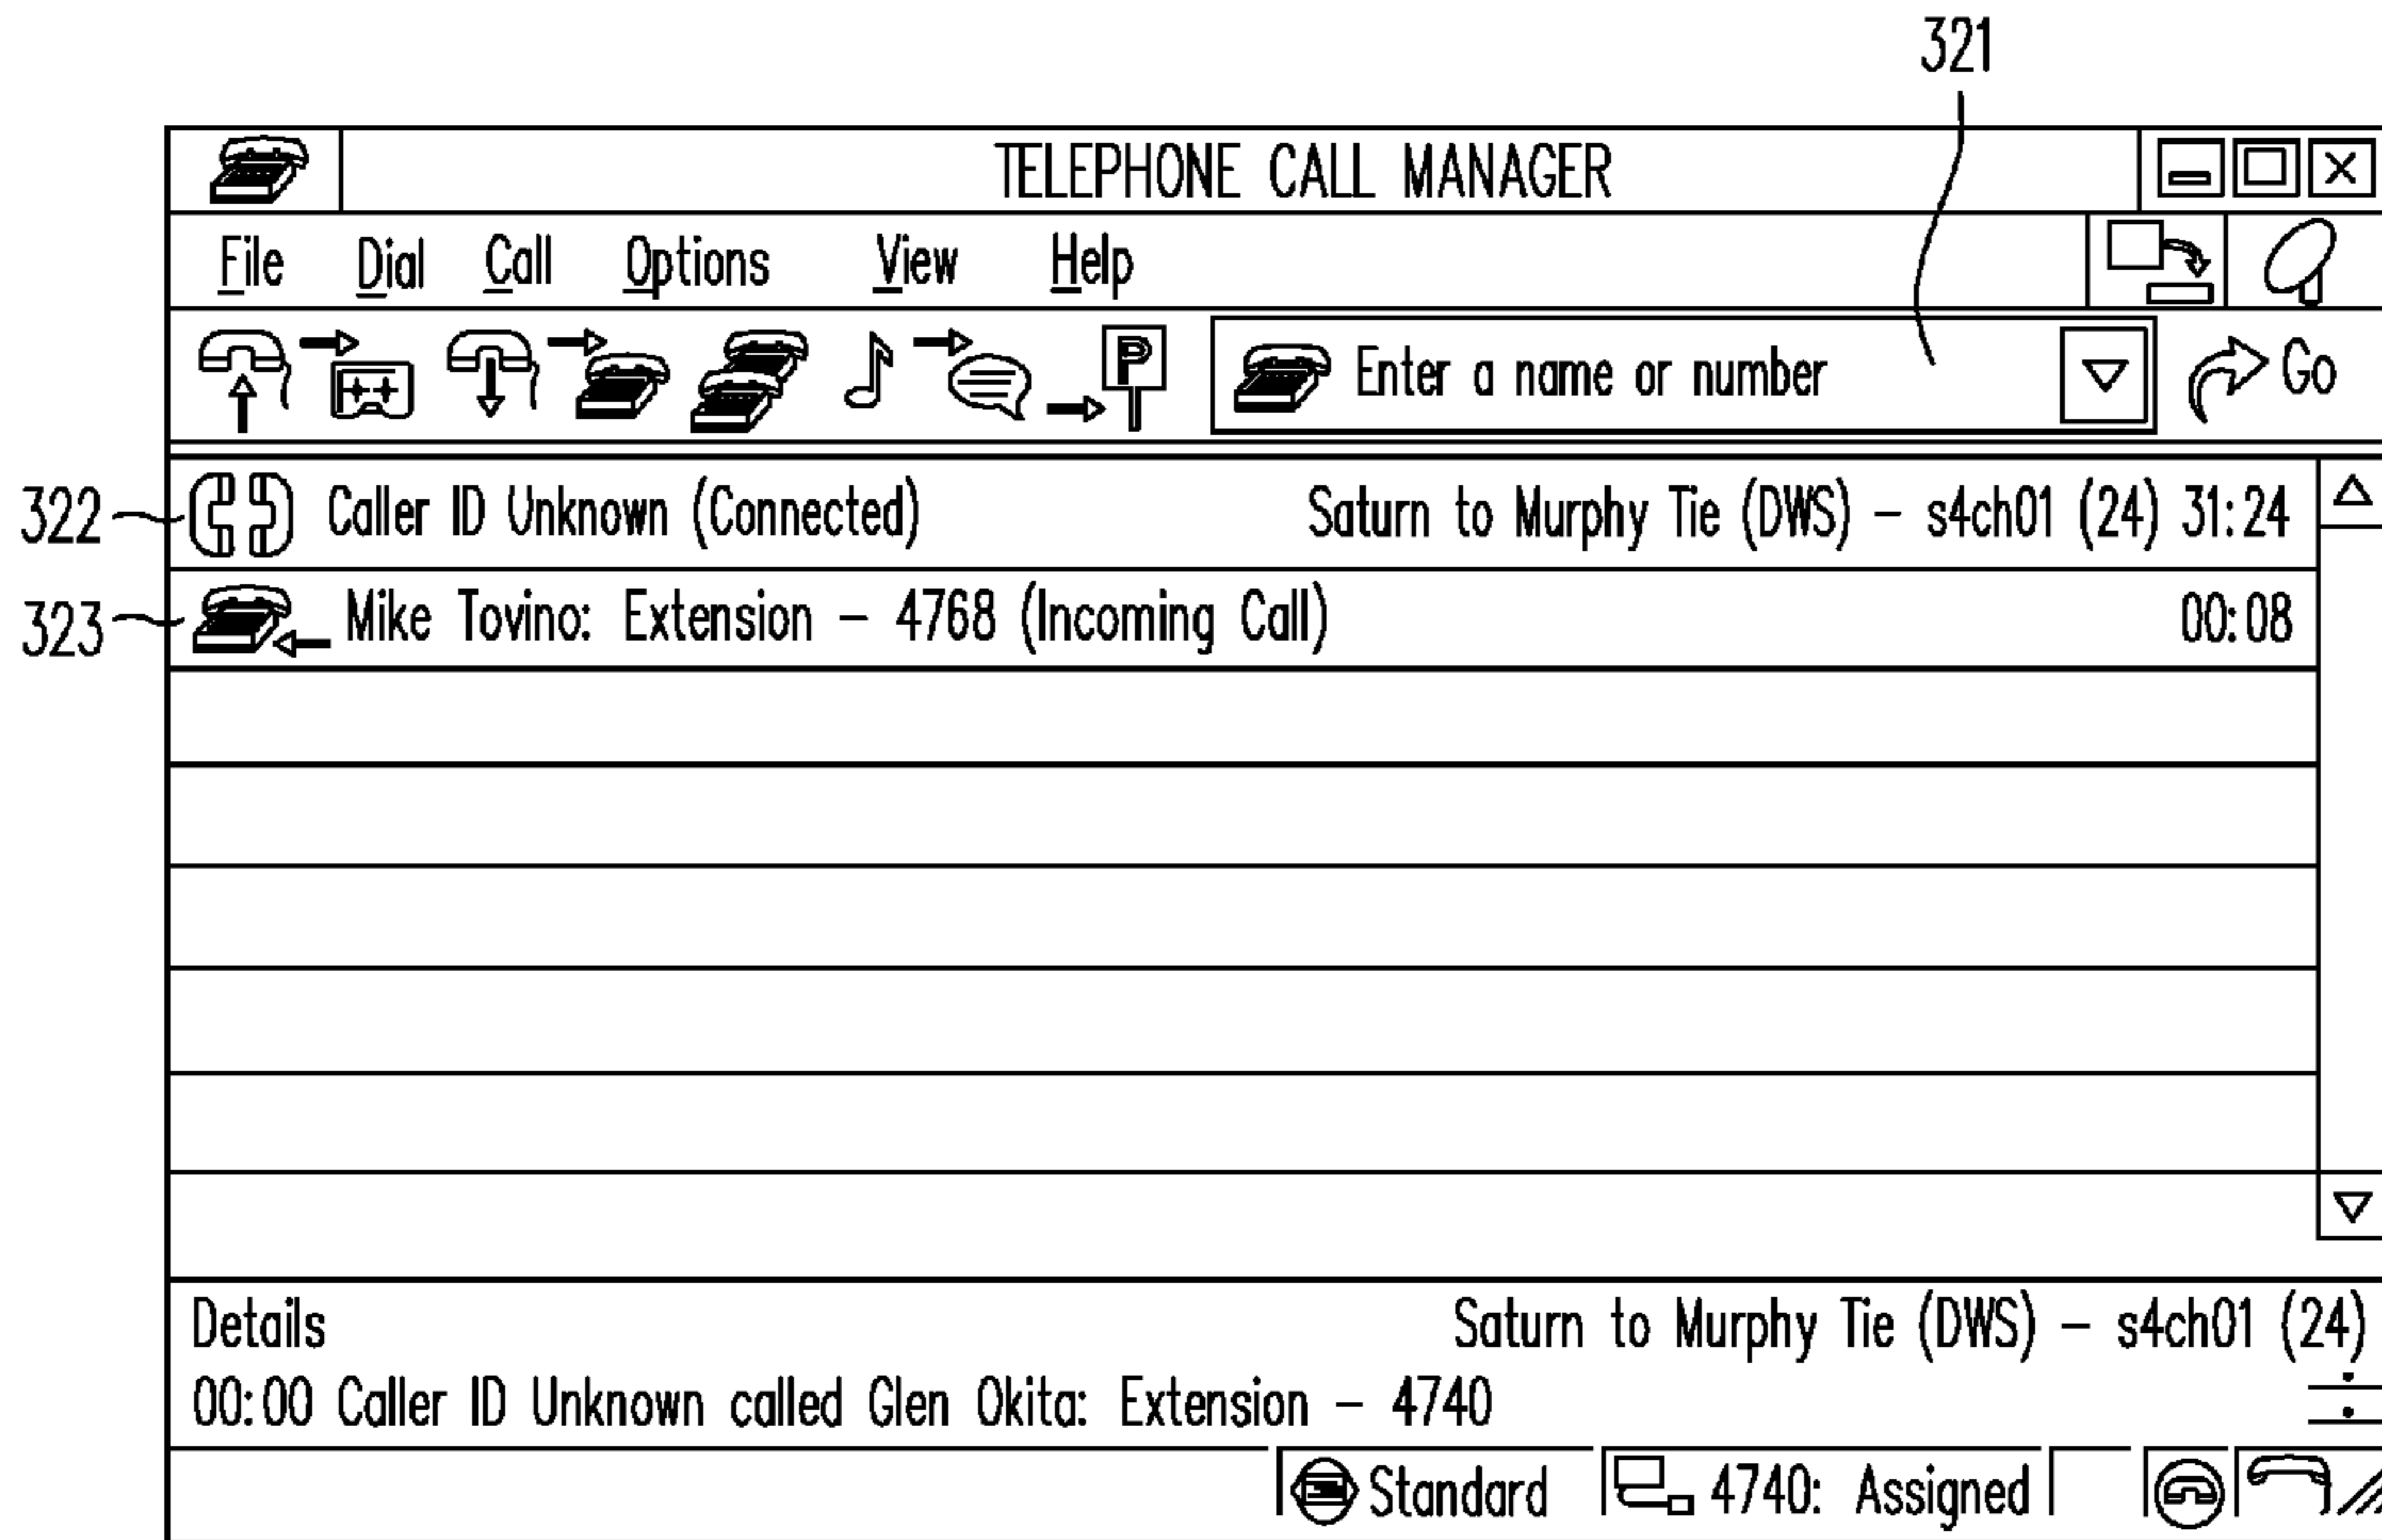 321
TELEPHONE CALL MANAGER
File Dial Call Options View Help
P Enter a name or number Go
322 Caller ID Unknown (Connected) Saturn to Murphy Tie (DWS) – s4ch01 (24) 31:24
323 Mike Tovino: Extension – 4768 (Incoming Call) 00:08
Details Saturn to Murphy Tie (DWS) – s4ch01 (24)
00:00 Caller ID Unknown called Glen Okita: Extension – 4740
Standard 4740: Assigned